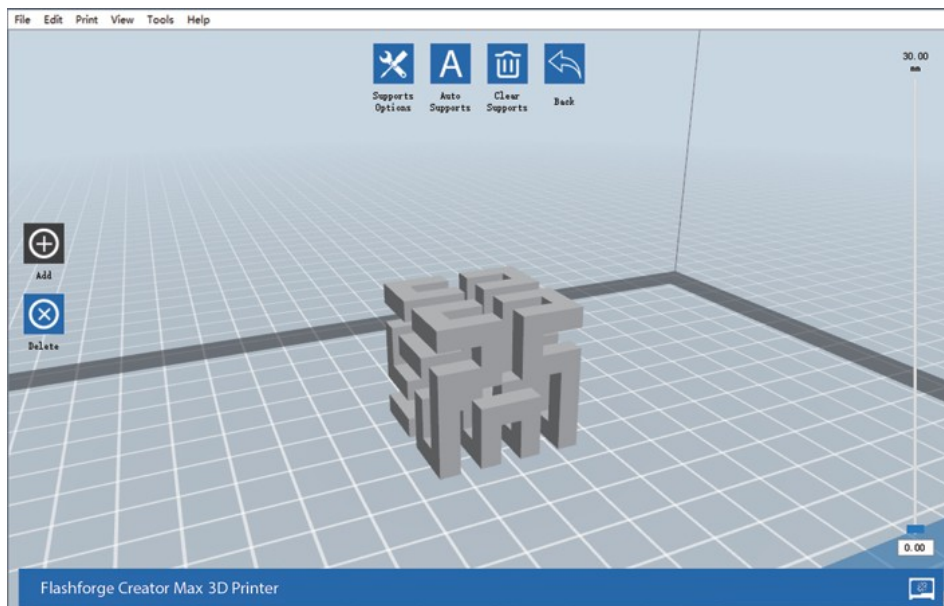 File Edit Print View Tools Help
30.00
mm
A
Supports
Options
Auto
Supports
Clear
Supports
Back
Add
Delete
0.00
Flashforge Creator Max 3D Printer